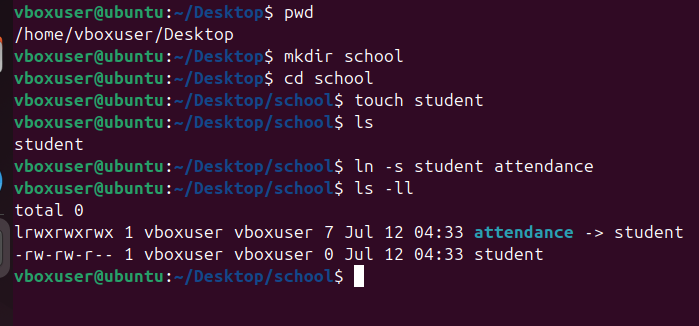 vboxuser@ubuntu:~/Desktop$ pwd
/home/vboxuser/Desktop
vboxuser@ubuntu:~/Desktop$ mkdir school
vboxuser@ubuntu:~/Desktop$ cd school
vboxuser@ubuntu:~/Desktop/school$ touch student
vboxuser@ubuntu:~/Desktop/school$ ls
student
vboxuser@ubuntu:~/Desktop/school$ ln -s student attendance
vboxuser@ubuntu:~/Desktop/school$ ls -ll
total 0
lrwxrwxrwx 1 vboxuser vboxuser 7 Jul 12 04:33 attendance -> student
-rw-rw-r-- 1 vboxuser vboxuser 0 Jul 12 04:33 student
vboxuser@ubuntu:~/Desktop/school$